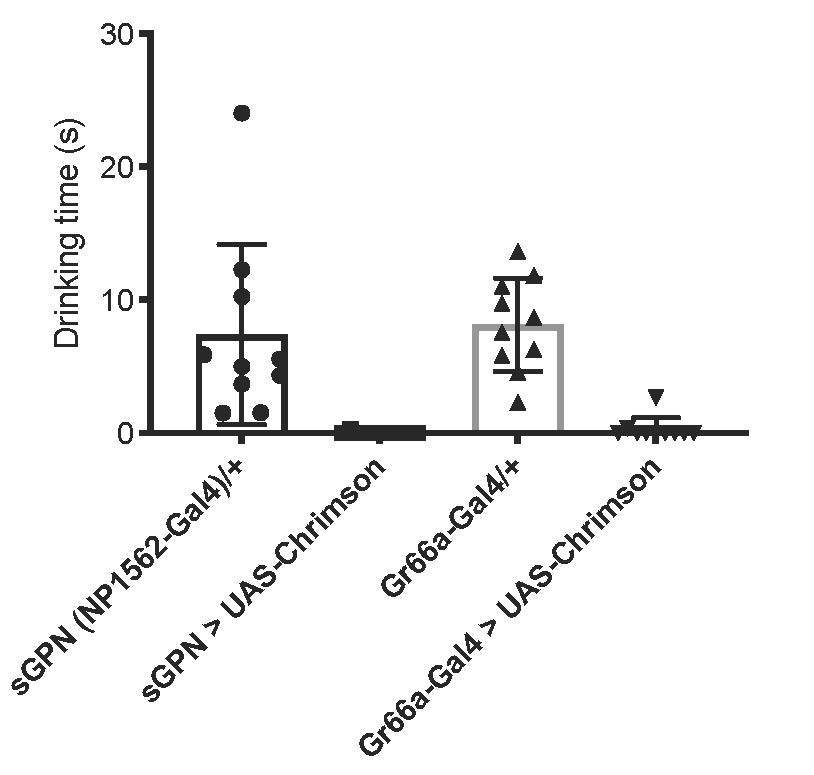 30
20
10
0
Drinking time (s)
sGPN (NP1562-Gal4)/+
sGPN > UAS-Chrimson
Gr66a-Gal4/+
Gr66a-Gal4 > UAS-Chrimson